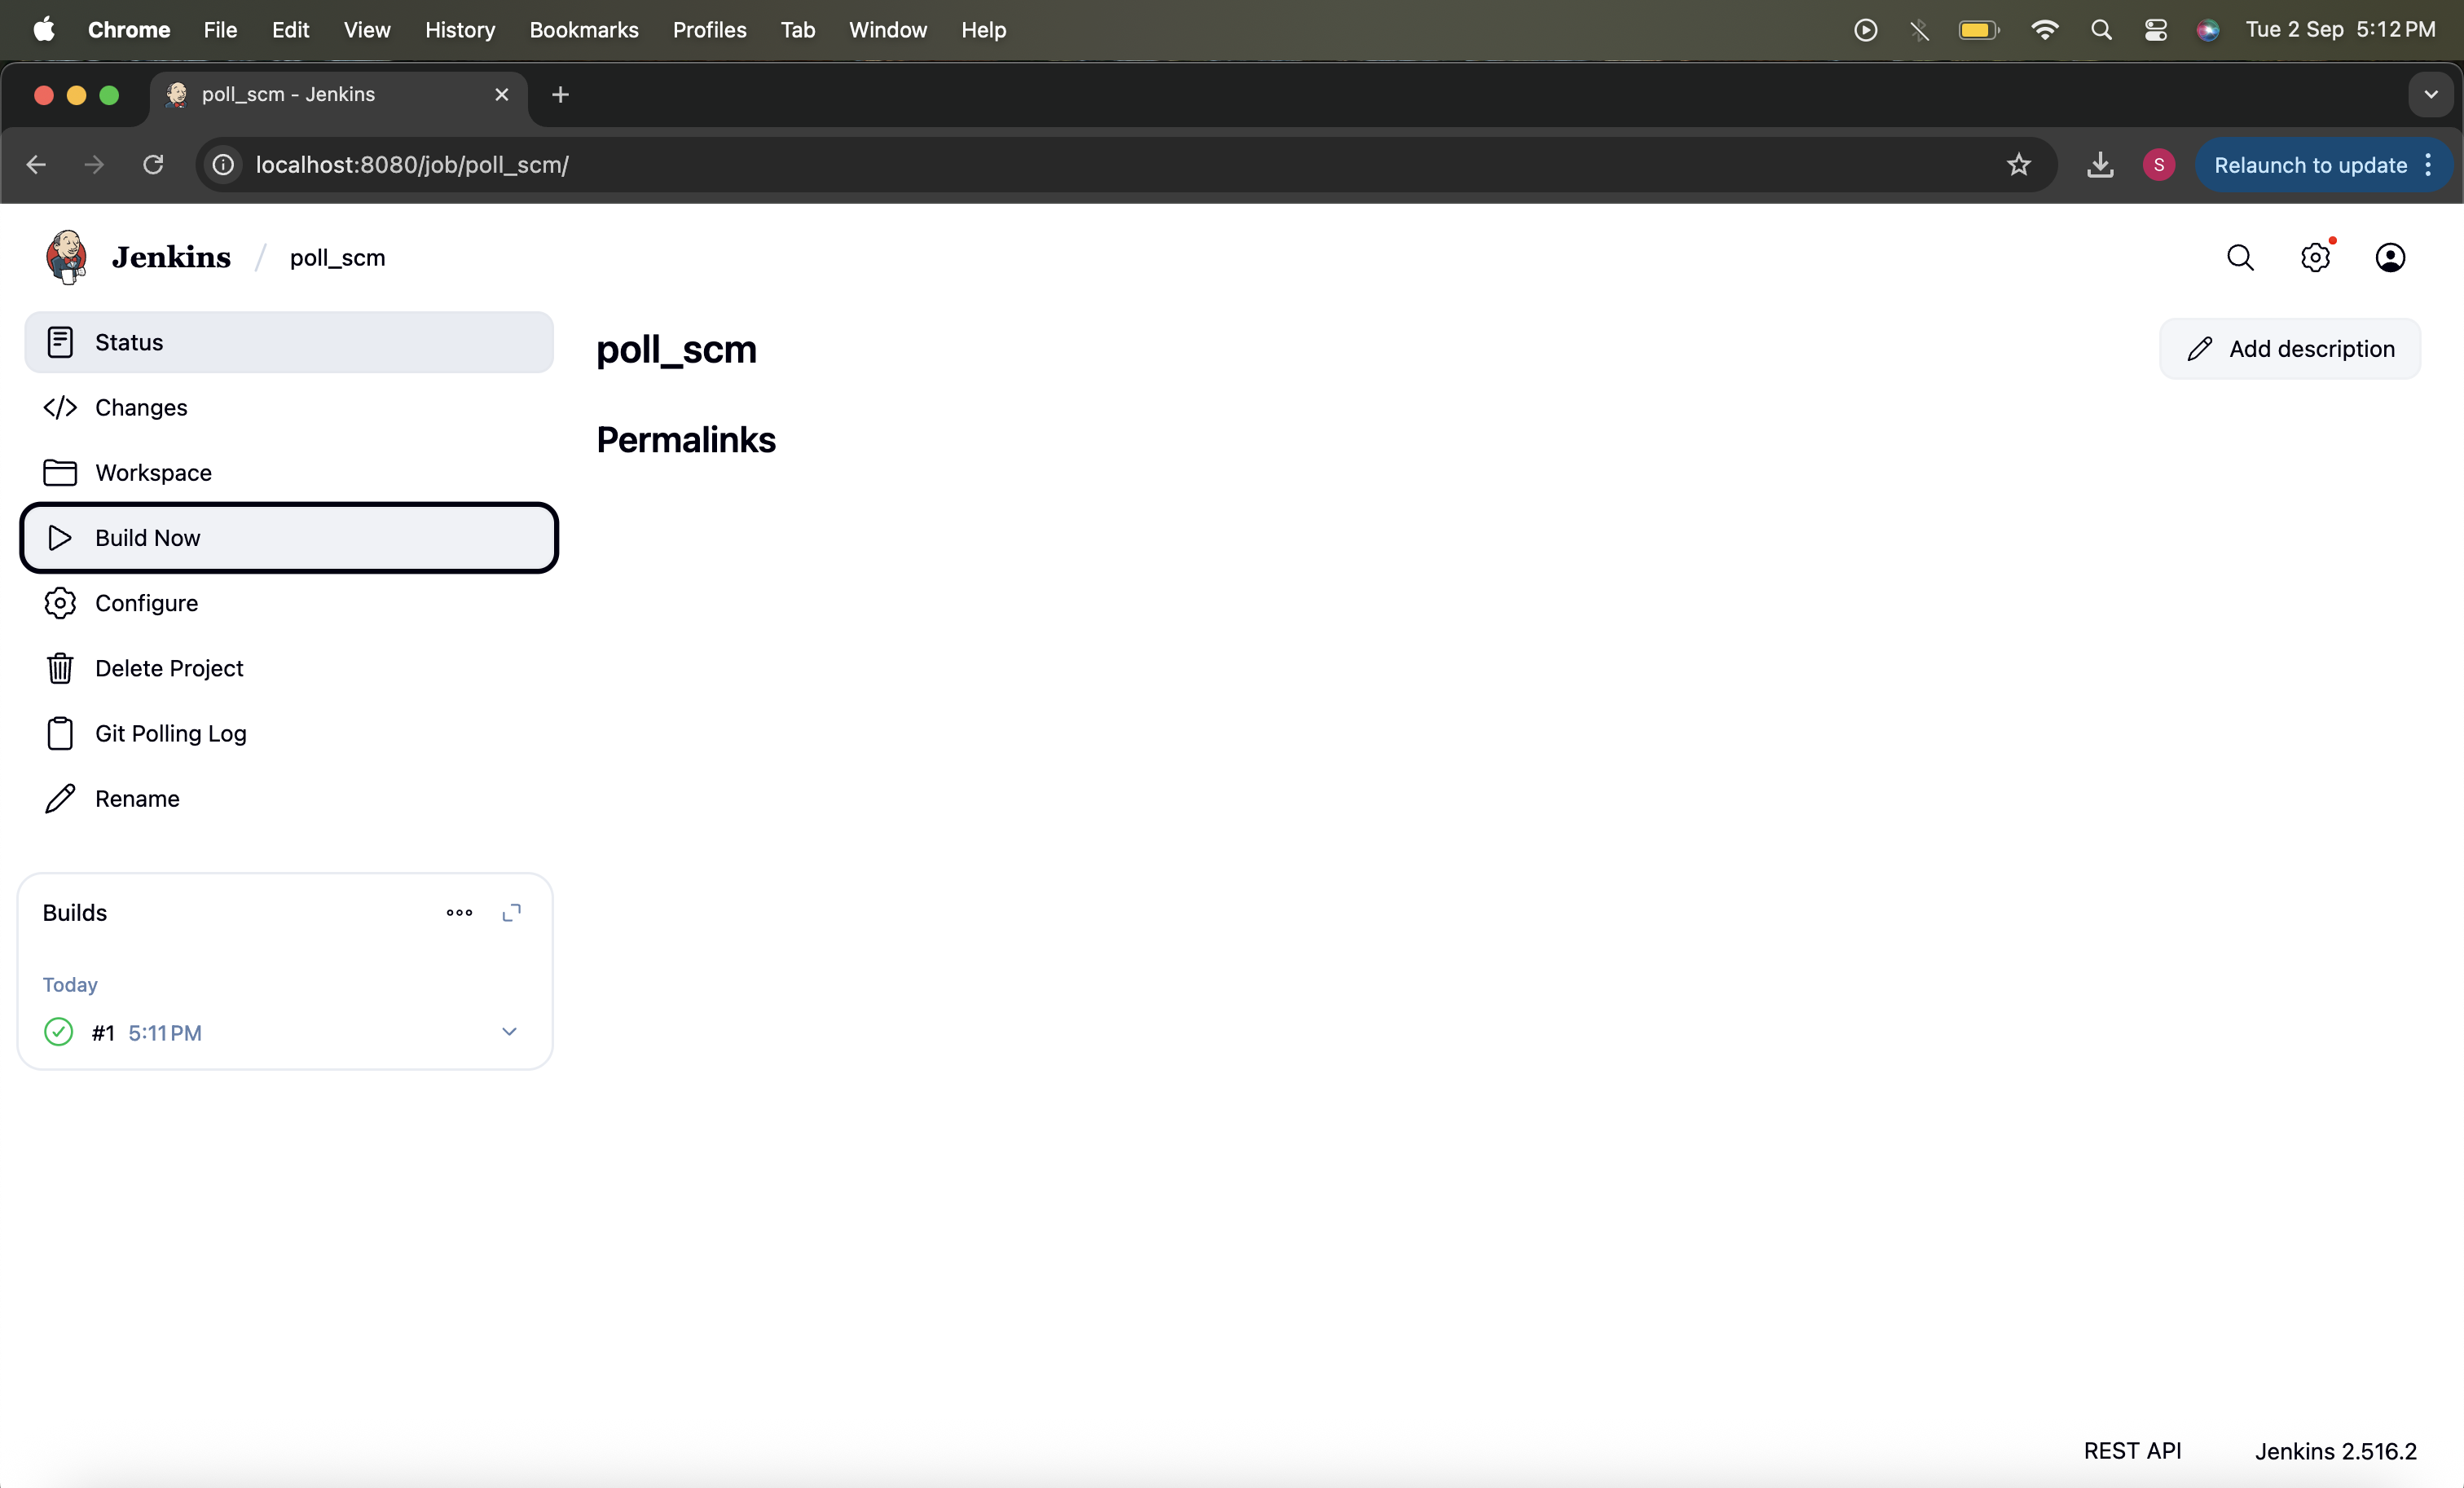 Chrome File Edit View History Bookmarks Profiles Tab Window Help Tue 2 Sep 5:12 PM
poll_scm - Jenkins
localhost:8080/job/poll_scm/ S Relaunch to update
Jenkins / poll_scm
Status
Changes
Workspace
Build Now
Configure
Delete Project
Git Polling Log
Rename
poll_scm
Add description
Permalinks
Builds
Today
#1 5:11 PM
REST API Jenkins 2.516.2